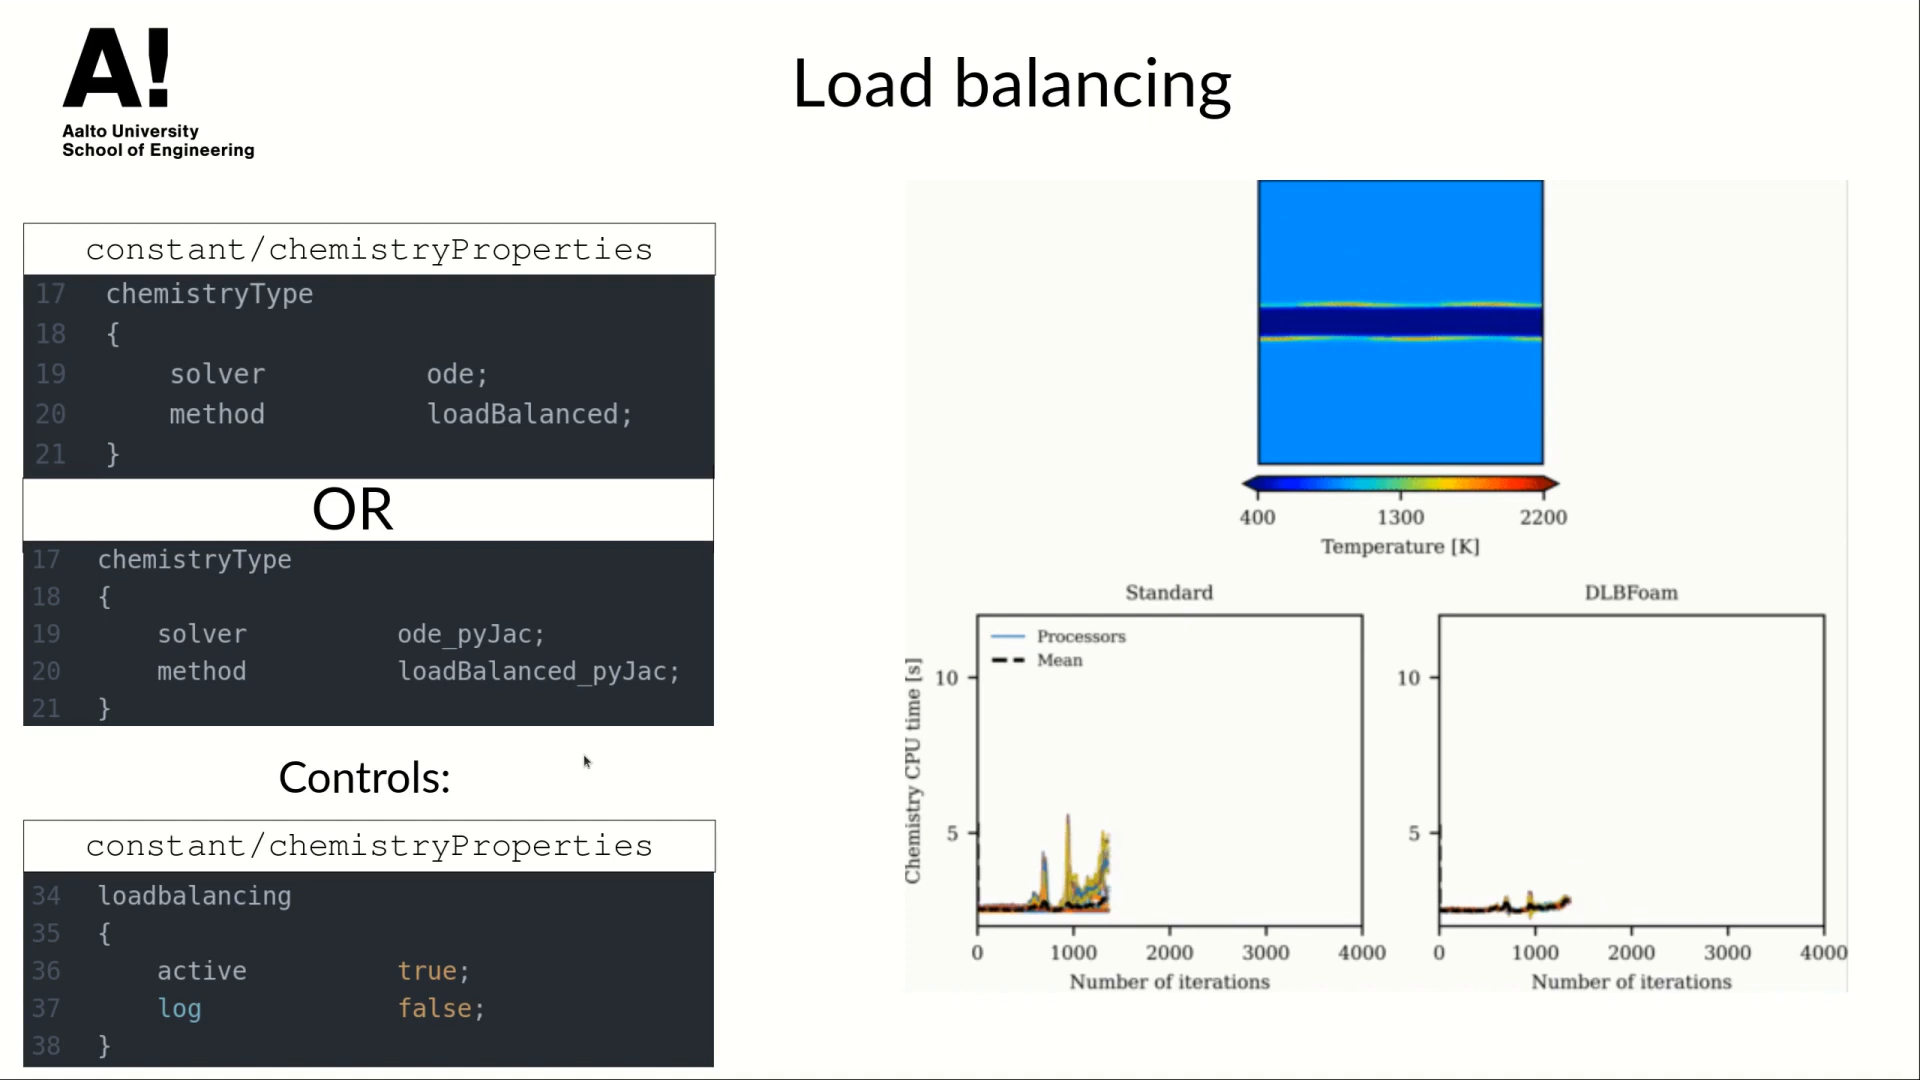 A!
Aalto University
School of Engineering
Load balancing
constant/chemistryProperties
17 chemistryType
18 {
19 solver ode;
20 method loadBalanced;
21 }
OR
17 chemistryType
18 {
19 solver ode_pyJac;
20 method loadBalanced_pyJac;
21 }
Controls:
constant/chemistryProperties
34 loadbalancing
35 {
36 active true;
37 log false;
38 }
400 1300 2200
Temperature [K]
Standard
Processors
Mean
Chemistry CPU time [s]
10
5
0 1000 2000 3000 4000
Number of iterations
DLBFoam
10
5
0 1000 2000 3000 4000
Number of iterations